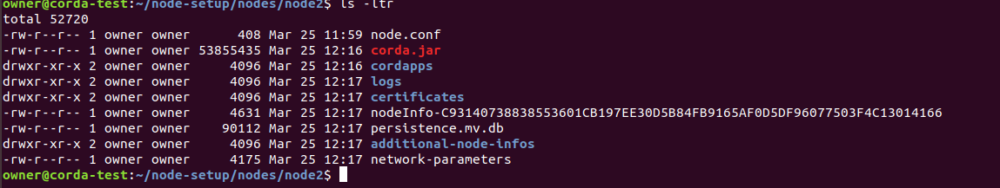 owner@corda-test:~/node-setup/nodes/node2$ ls -ltr
total 52720
-rw-r--r-- 1 owner owner 408 Mar 25 11:59 node.conf
-rw-r--r-- 1 owner owner 53855435 Mar 25 12:16 corda.jar
drwxr-xr-x 2 owner owner 4096 Mar 25 12:16 cordapps
drwxr-xr-x 2 owner owner 4096 Mar 25 12:17 logs
drwxr-xr-x 2 owner owner 4096 Mar 25 12:17 certificates
-rw-r--r-- 1 owner owner 4631 Mar 25 12:17 nodeInfo-C93140738838553601CB197EE30D5B84FB9165AF0D5DF96077503F4C13014166
-rw-r--r-- 1 owner owner 90112 Mar 25 12:17 persistence.mv.db
drwxr-xr-x 2 owner owner 4096 Mar 25 12:17 additional-node-infos
-rw-r--r-- 1 owner owner 4175 Mar 25 12:17 network-parameters
owner@corda-test:~/node-setup/nodes/node2$